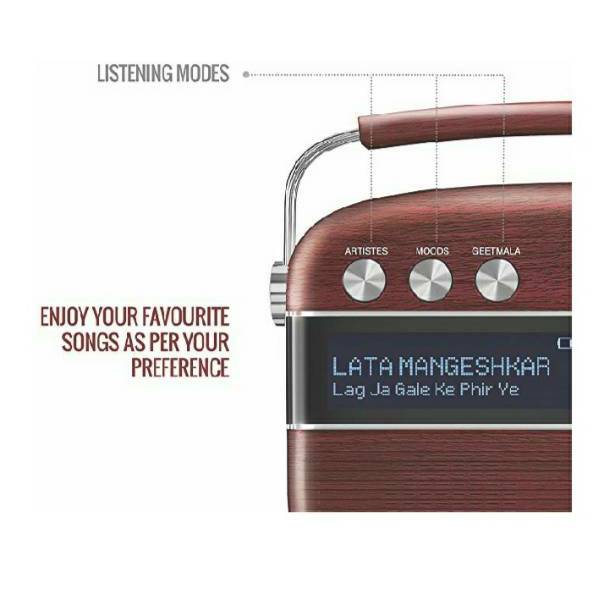 LISTENING MODES
ARTISTES MOODS GEETMALA
ENJOY YOUR FAVOURITE
SONGS AS PER YOUR
PREFERENCE
LATA MANGESHKAR
Lag Ja Gale Ke Phir Ye